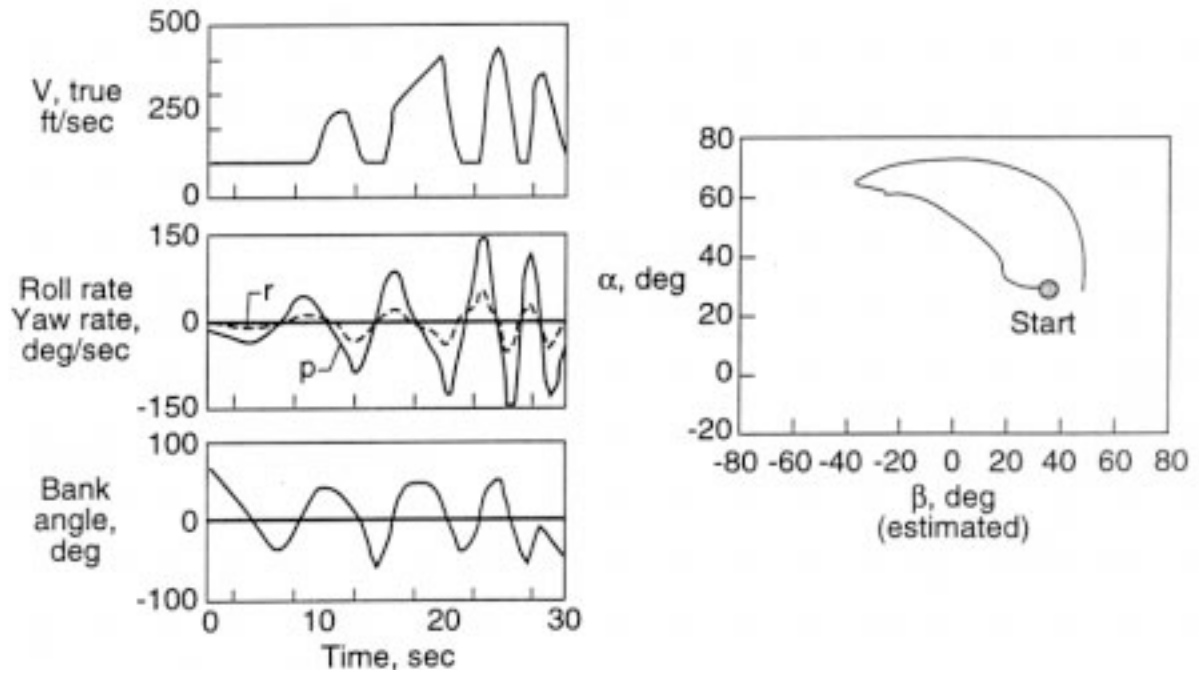 500
V, true
ft/sec
250
0
150
Roll rate
Yaw rate,
deg/sec
r
0
p
-150
100
Bank
angle,
deg
0
-100
0 10 20 30
Time, sec
80
60
α, deg
40
20
Start
0
-20
-80 -60 -40 -20 0 20 40 60 80
β, deg
(estimated)